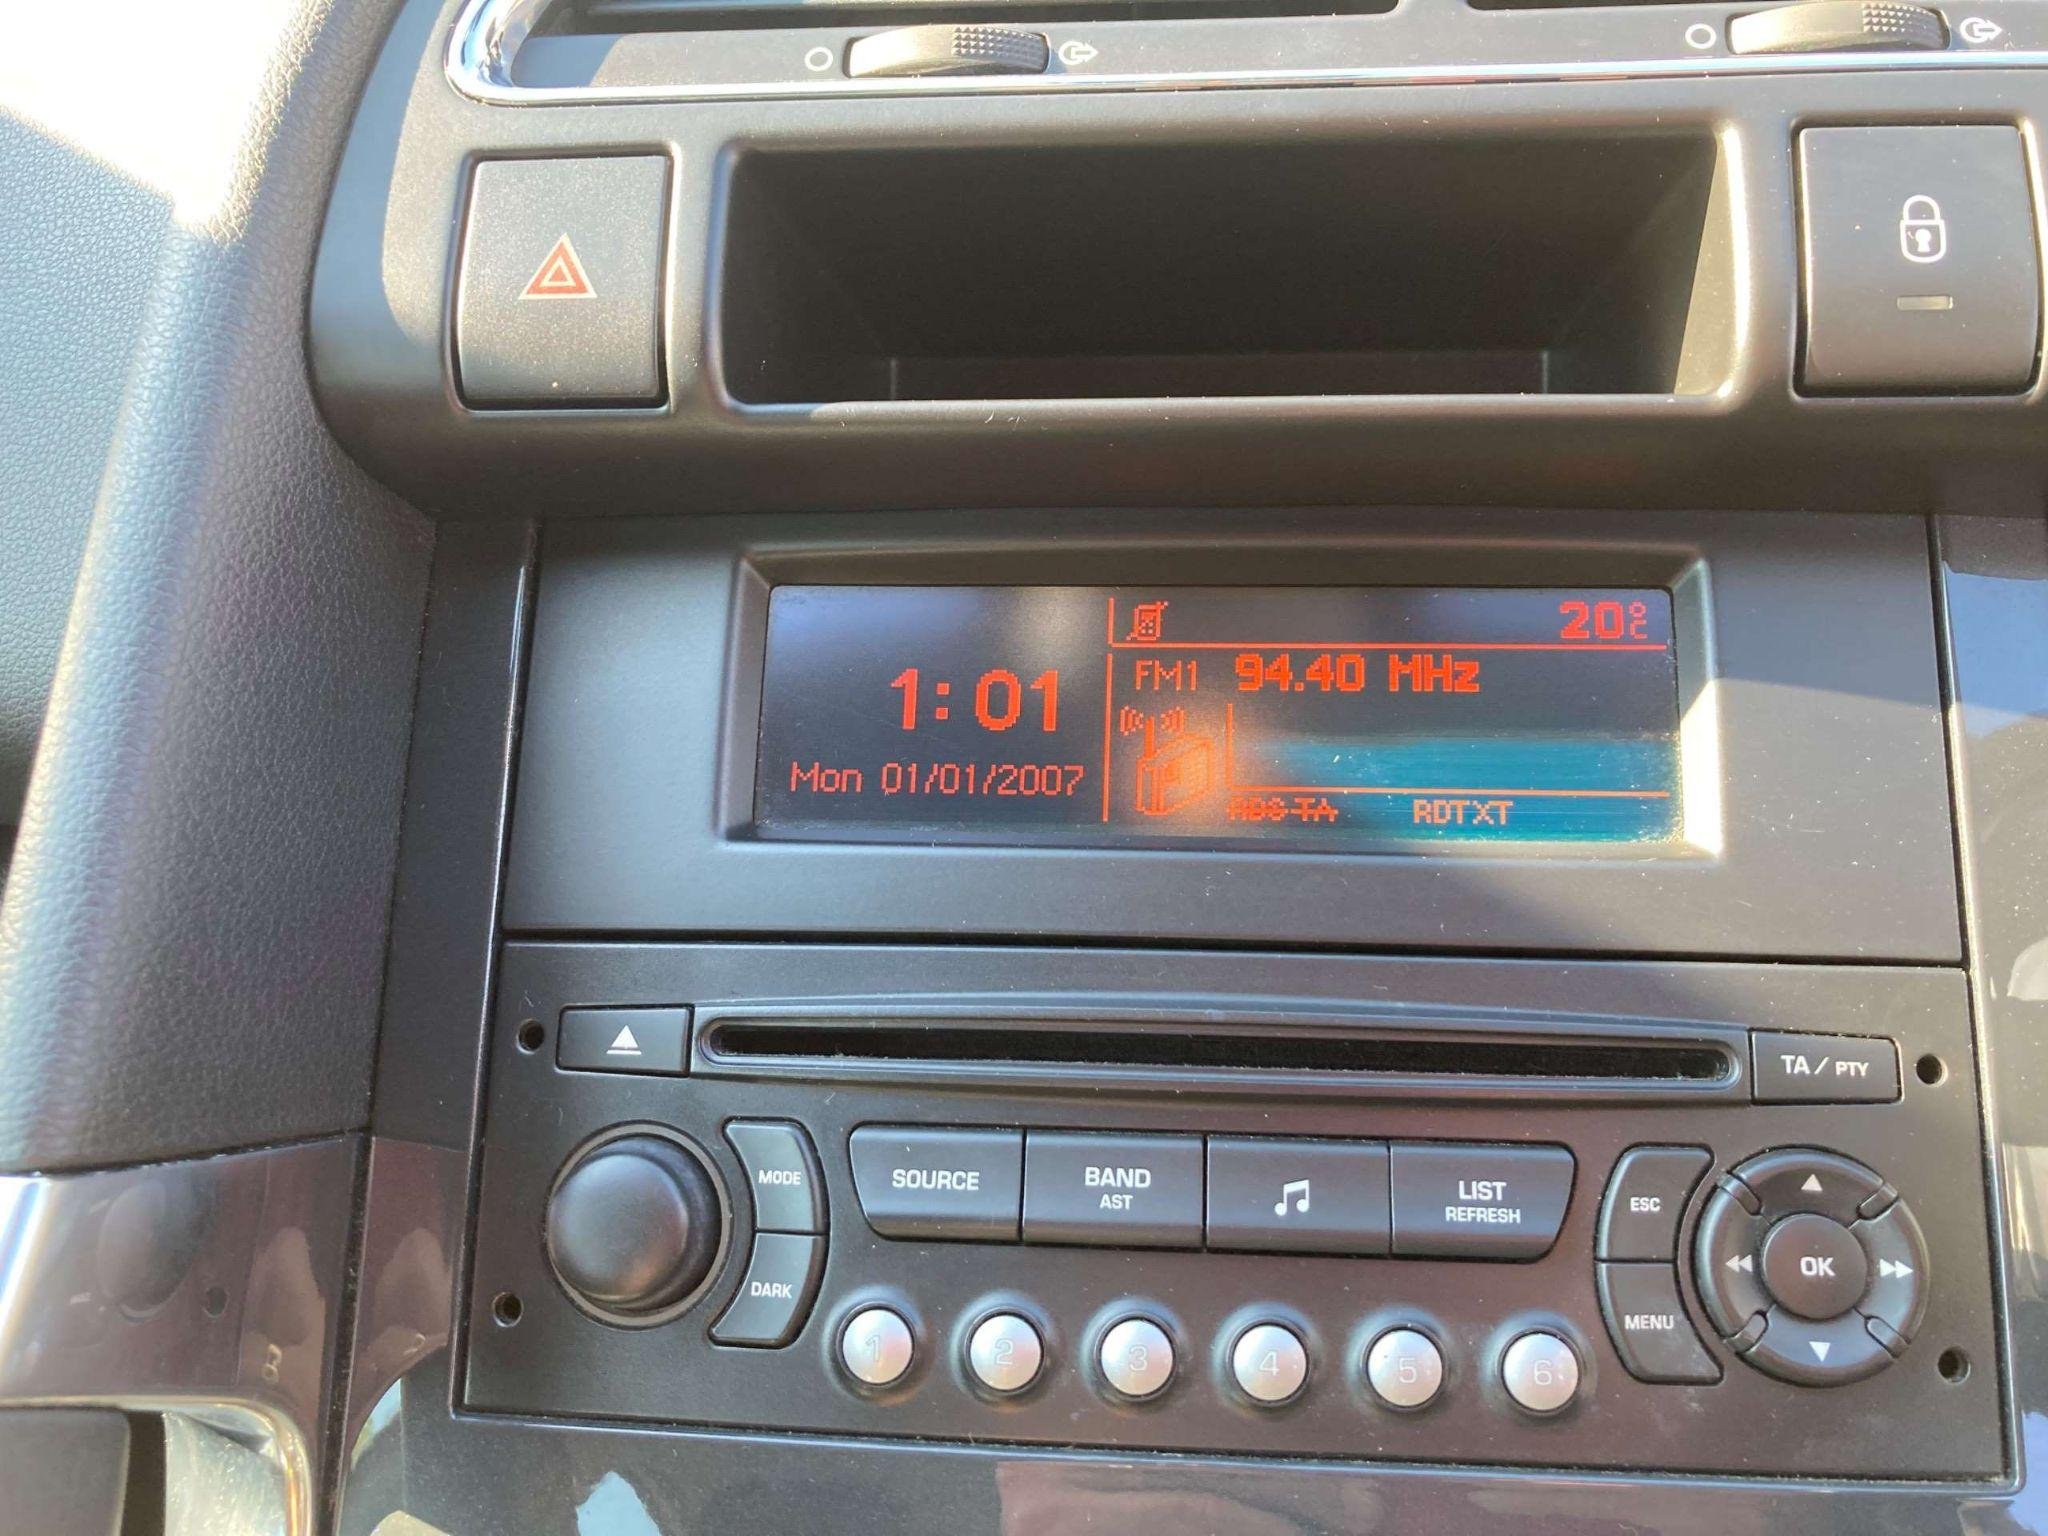 20°C
FM1 94.40 MHz
1:01
Mon 01/01/2007
RDS-TA RDTXT
TA / PTY
MODE
SOURCE
BAND
AST
LIST
REFRESH
ESC
OK
DARK
MENU
1 2 3 4 5 6